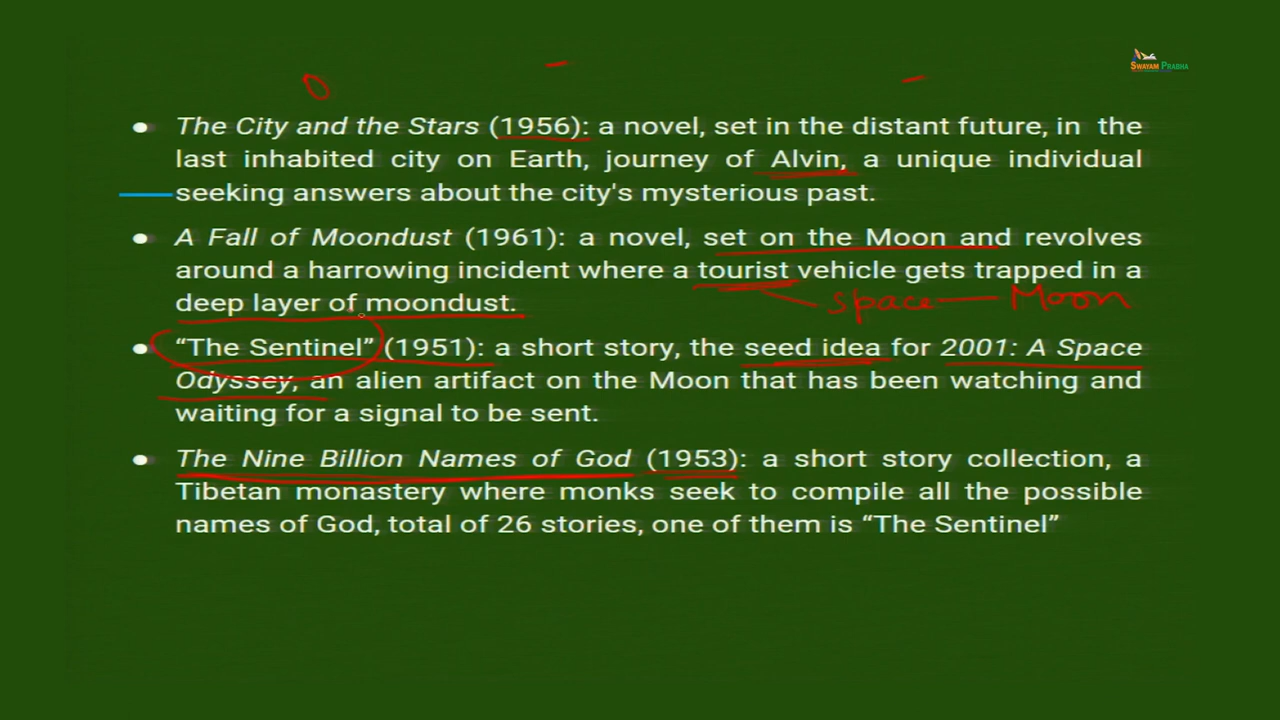 SWAYAM PRABHA
• The City and the Stars (1956): a novel, set in the distant future, in the
last inhabited city on Earth, journey of Alvin, a unique individual
seeking answers about the city's mysterious past.
• A Fall of Moondust (1961): a novel, set on the Moon and revolves
around a harrowing incident where a tourist vehicle gets trapped in a
deep layer of moondust.
space — Moon
• “The Sentinel” (1951): a short story, the seed idea for 2001: A Space
Odyssey, an alien artifact on the Moon that has been watching and
waiting for a signal to be sent.
• The Nine Billion Names of God (1953): a short story collection, a
Tibetan monastery where monks seek to compile all the possible
names of God, total of 26 stories, one of them is “The Sentinel”